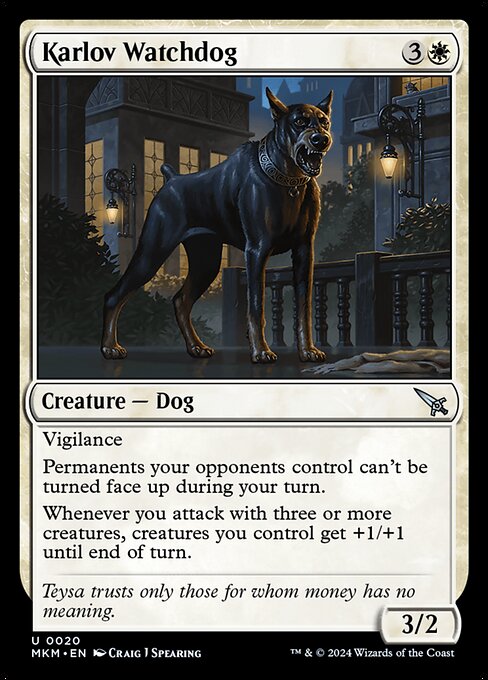 Karlov Watchdog 3
Creature — Dog
Vigilance
Permanents your opponents control can't be
turned face up during your turn.
Whenever you attack with three or more
creatures, creatures you control get +1/+1
until end of turn.
Teysa trusts only those for whom money has no
meaning.
3/2
U 0020
MKM • EN Craig J Spearing
™ & © 2024 Wizards of the Coast